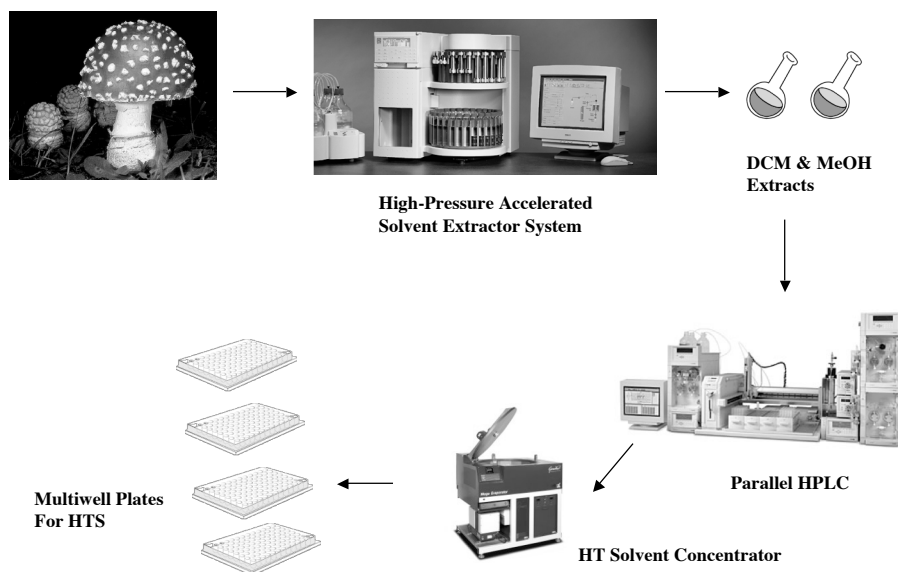 High-Pressure Accelerated
Solvent Extractor System
DCM & MeOH
Extracts
Parallel HPLC
HT Solvent Concentrator
Multiwell Plates
For HTS